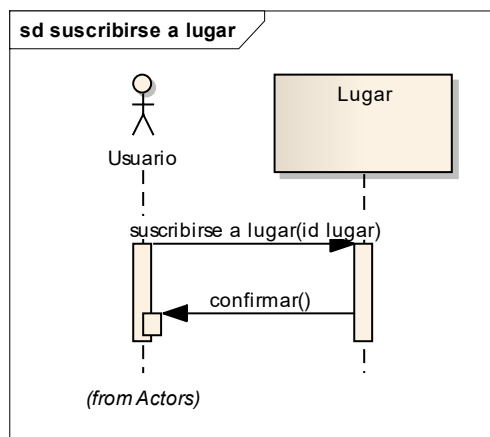 sd suscribirse a lugar
Usuario
Lugar
suscribirse a lugar(id lugar)
confirmar()
(from Actors)